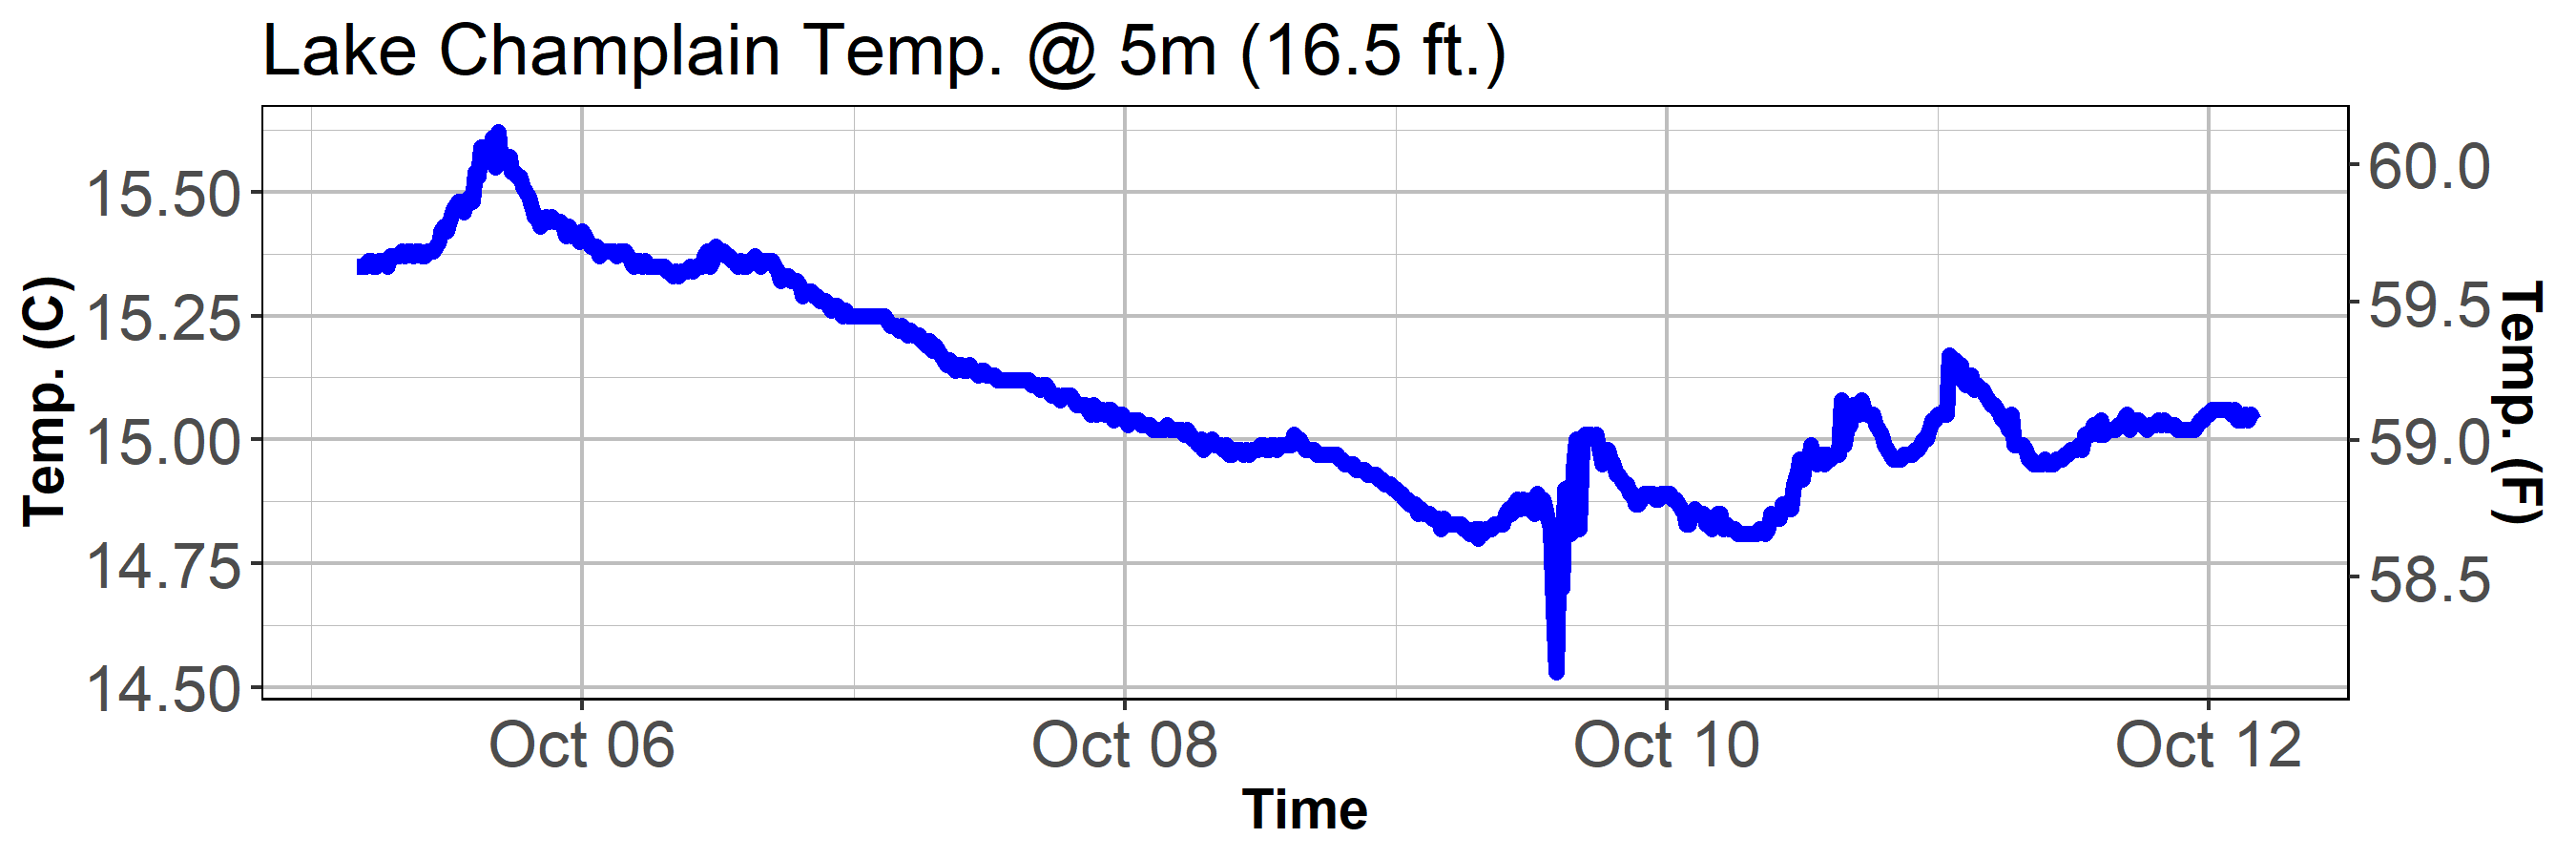 Lake Champlain Temp. @ 5m (16.5 ft.)
Temp. (C)
15.50
15.25
15.00
14.75
14.50
60.0
59.5
59.0
58.5
Temp. (F)
Oct 06
Oct 08
Oct 10
Oct 12
Time